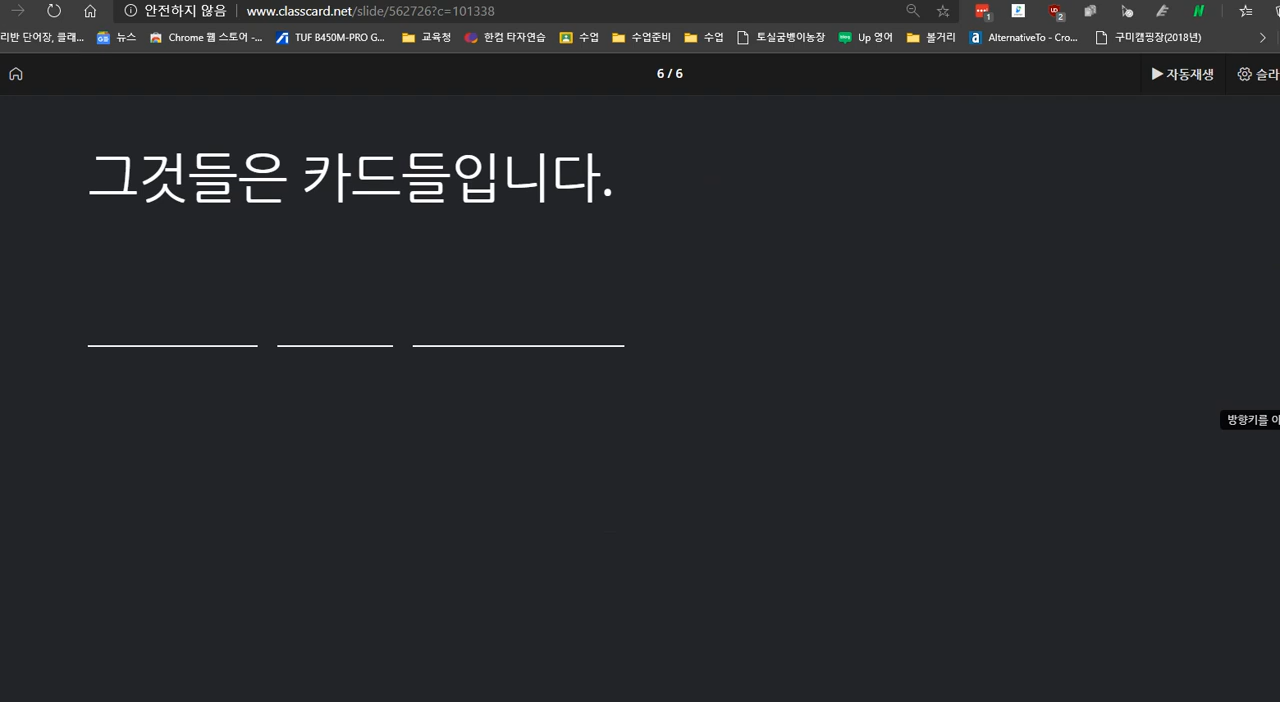 안전하지 않음 www.classcard.net/slide/562726?c=101338
1 2
리반 단어장, 클래... 뉴스 Chrome 웹 스토어 -... TUF B450M-PRO G... 교육청 한컴 타자연습 수업 수업준비 수업 토실굼뱅이농장 Up 영어 볼거리 AlternativeTo - Cro... 구미캠핑장(2018년)
6 / 6 ▶자동재생 슬라
그것들은 카드들입니다.
방향키를 이